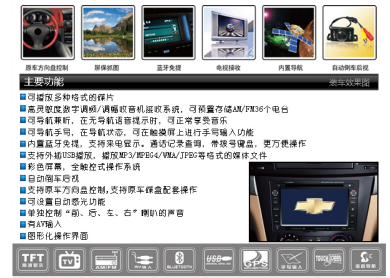 原车方向盘控制 屏保抓图 蓝牙免提 电视接收 内置导航 自动倒车后视
主要功能 装车效果图
可播放多种格式的碟片
高灵敏度数字调频/调幅收音机接收系统，可预置存储AM/FM36个电台
可导航兼听，在无导航语音提示时，可正常享受音乐
可导航手写，在导航状态，可在触摸屏上进行手写输入功能
内置蓝牙免提，支持来电显示。通话记录查询，带拨号键盘，更方便操作
支持外插USB播放，播放MP3/MPEG4/WMA/JPEG等格式的媒体文件
彩色屏幕，全触控式操作系统
自动倒车后视
支持原车方向盘控制,支持原车碟盒配套操作
可设置自动感光功能
单独控制“前、后、左、右”喇叭的声音
有AV输入
图形化操作界面
TFT TV AM/FM BLUETOOTH USB GPS